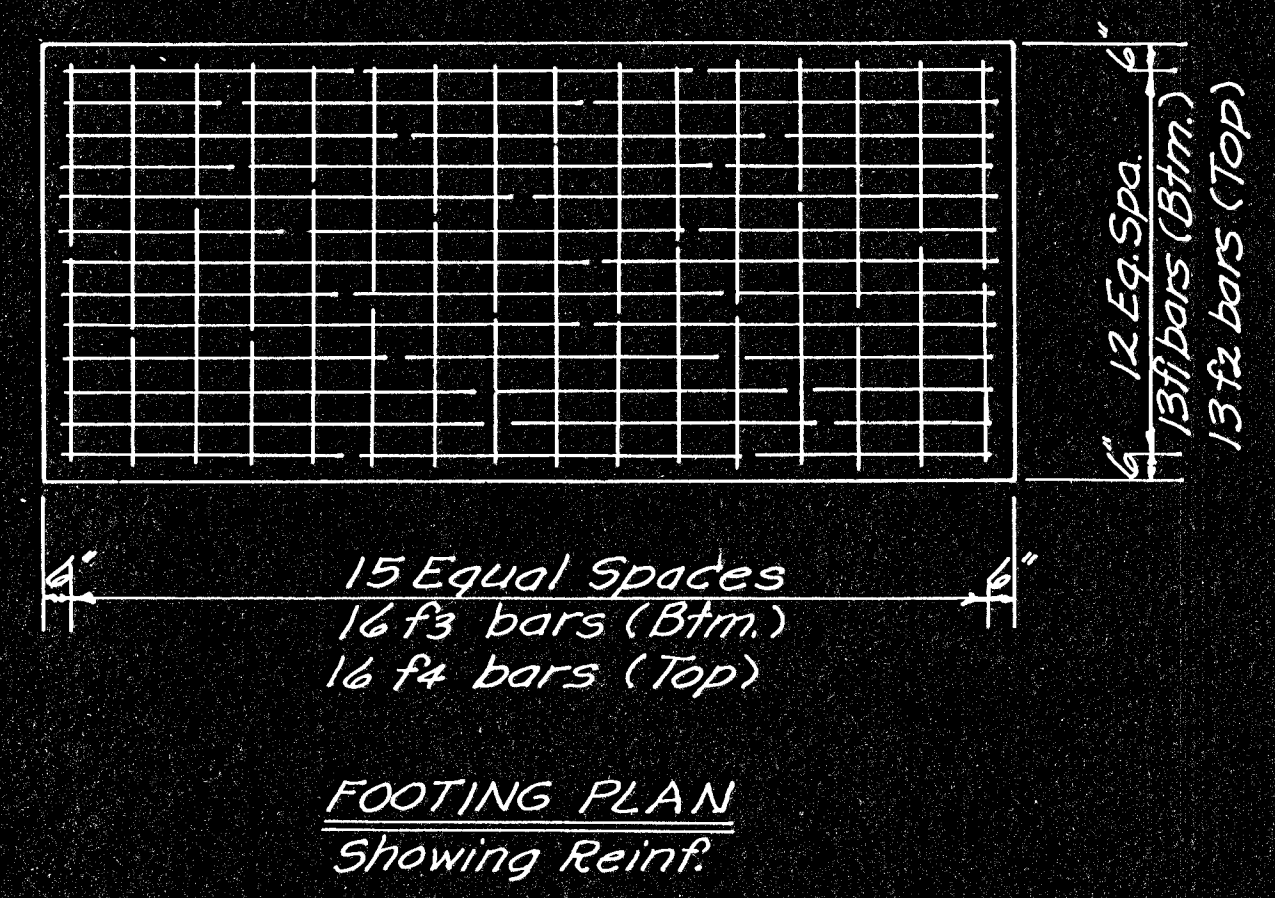 6"
12 Eq. Spa.
13 f1 bars (Btm.)
13 f2 bars (Top)
6"
6"
15 Equal Spaces
6"
16 f3 bars (Btm.)
16 f4 bars (Top)
FOOTING PLAN
Showing Reinf.